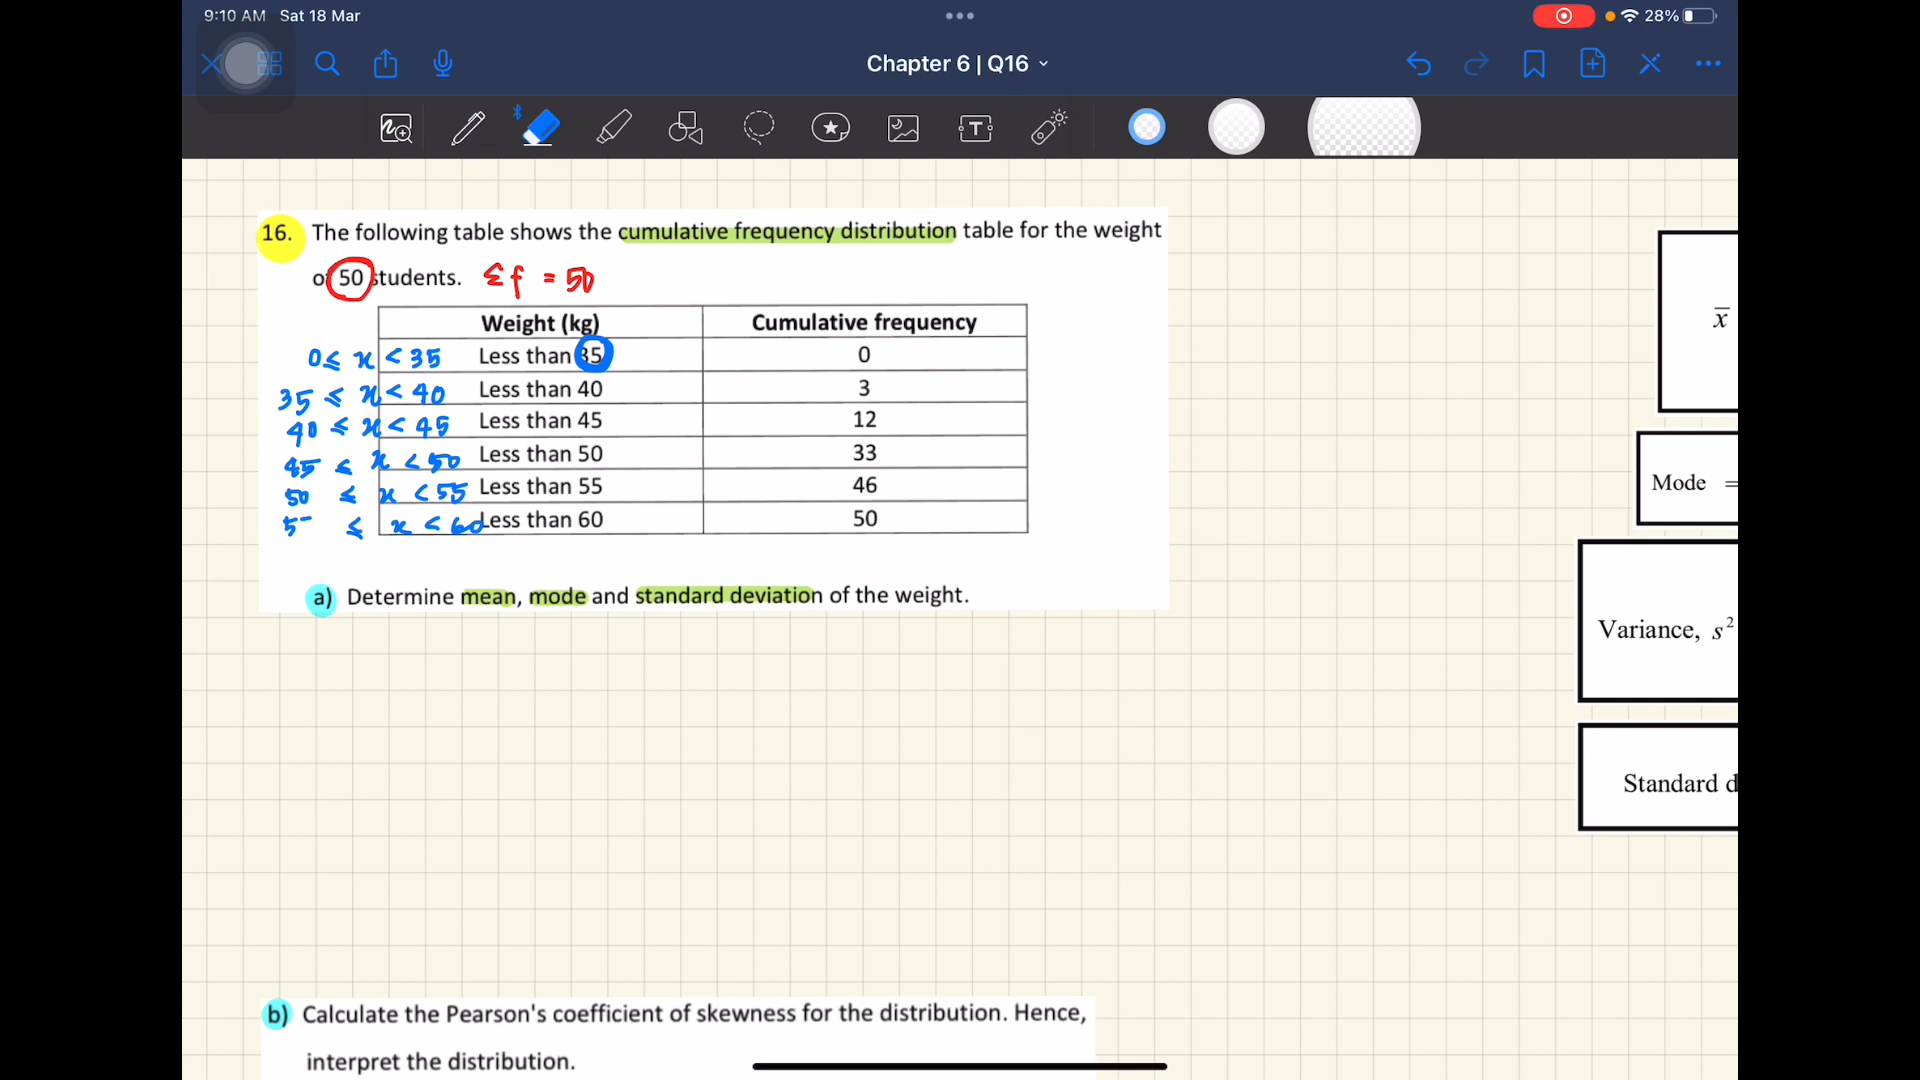 9:10 AM Sat 18 Mar
28%
Chapter 6 | Q16
16. The following table shows the cumulative frequency distribution table for the weight
of 50 students. Σf = 50
Weight (kg) Cumulative frequency
0 ≤ x < 35 Less than 35 0
35 ≤ x < 40 Less than 40 3
40 ≤ x < 45 Less than 45 12
45 ≤ x < 50 Less than 50 33
50 ≤ x < 55 Less than 55 46
5 ≤ x < 60 Less than 60 50
a) Determine mean, mode and standard deviation of the weight.
x̄
Mode =
Variance, s²
Standard d
b) Calculate the Pearson's coefficient of skewness for the distribution. Hence,
interpret the distribution.